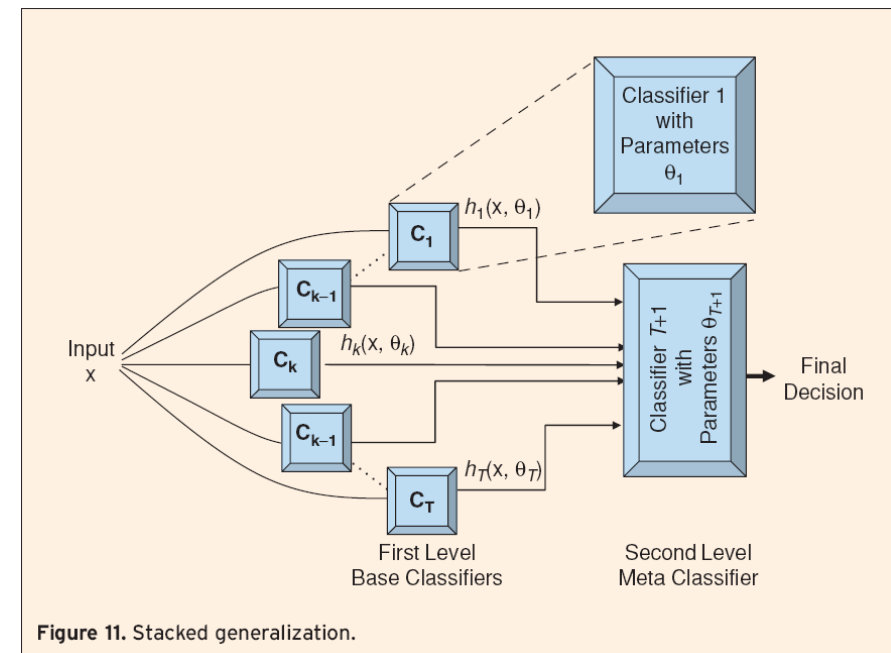 Classifier 1
with
Parameters
θ1
h1(x, θ1)
C1
Ck–1
Input
x
Ck
hk(x, θk)
Ck–1
hT(x, θT)
CT
Classifier T+1
with
Parameters θT+1
Final
Decision
First Level
Base Classifiers
Second Level
Meta Classifier
Figure 11. Stacked generalization.